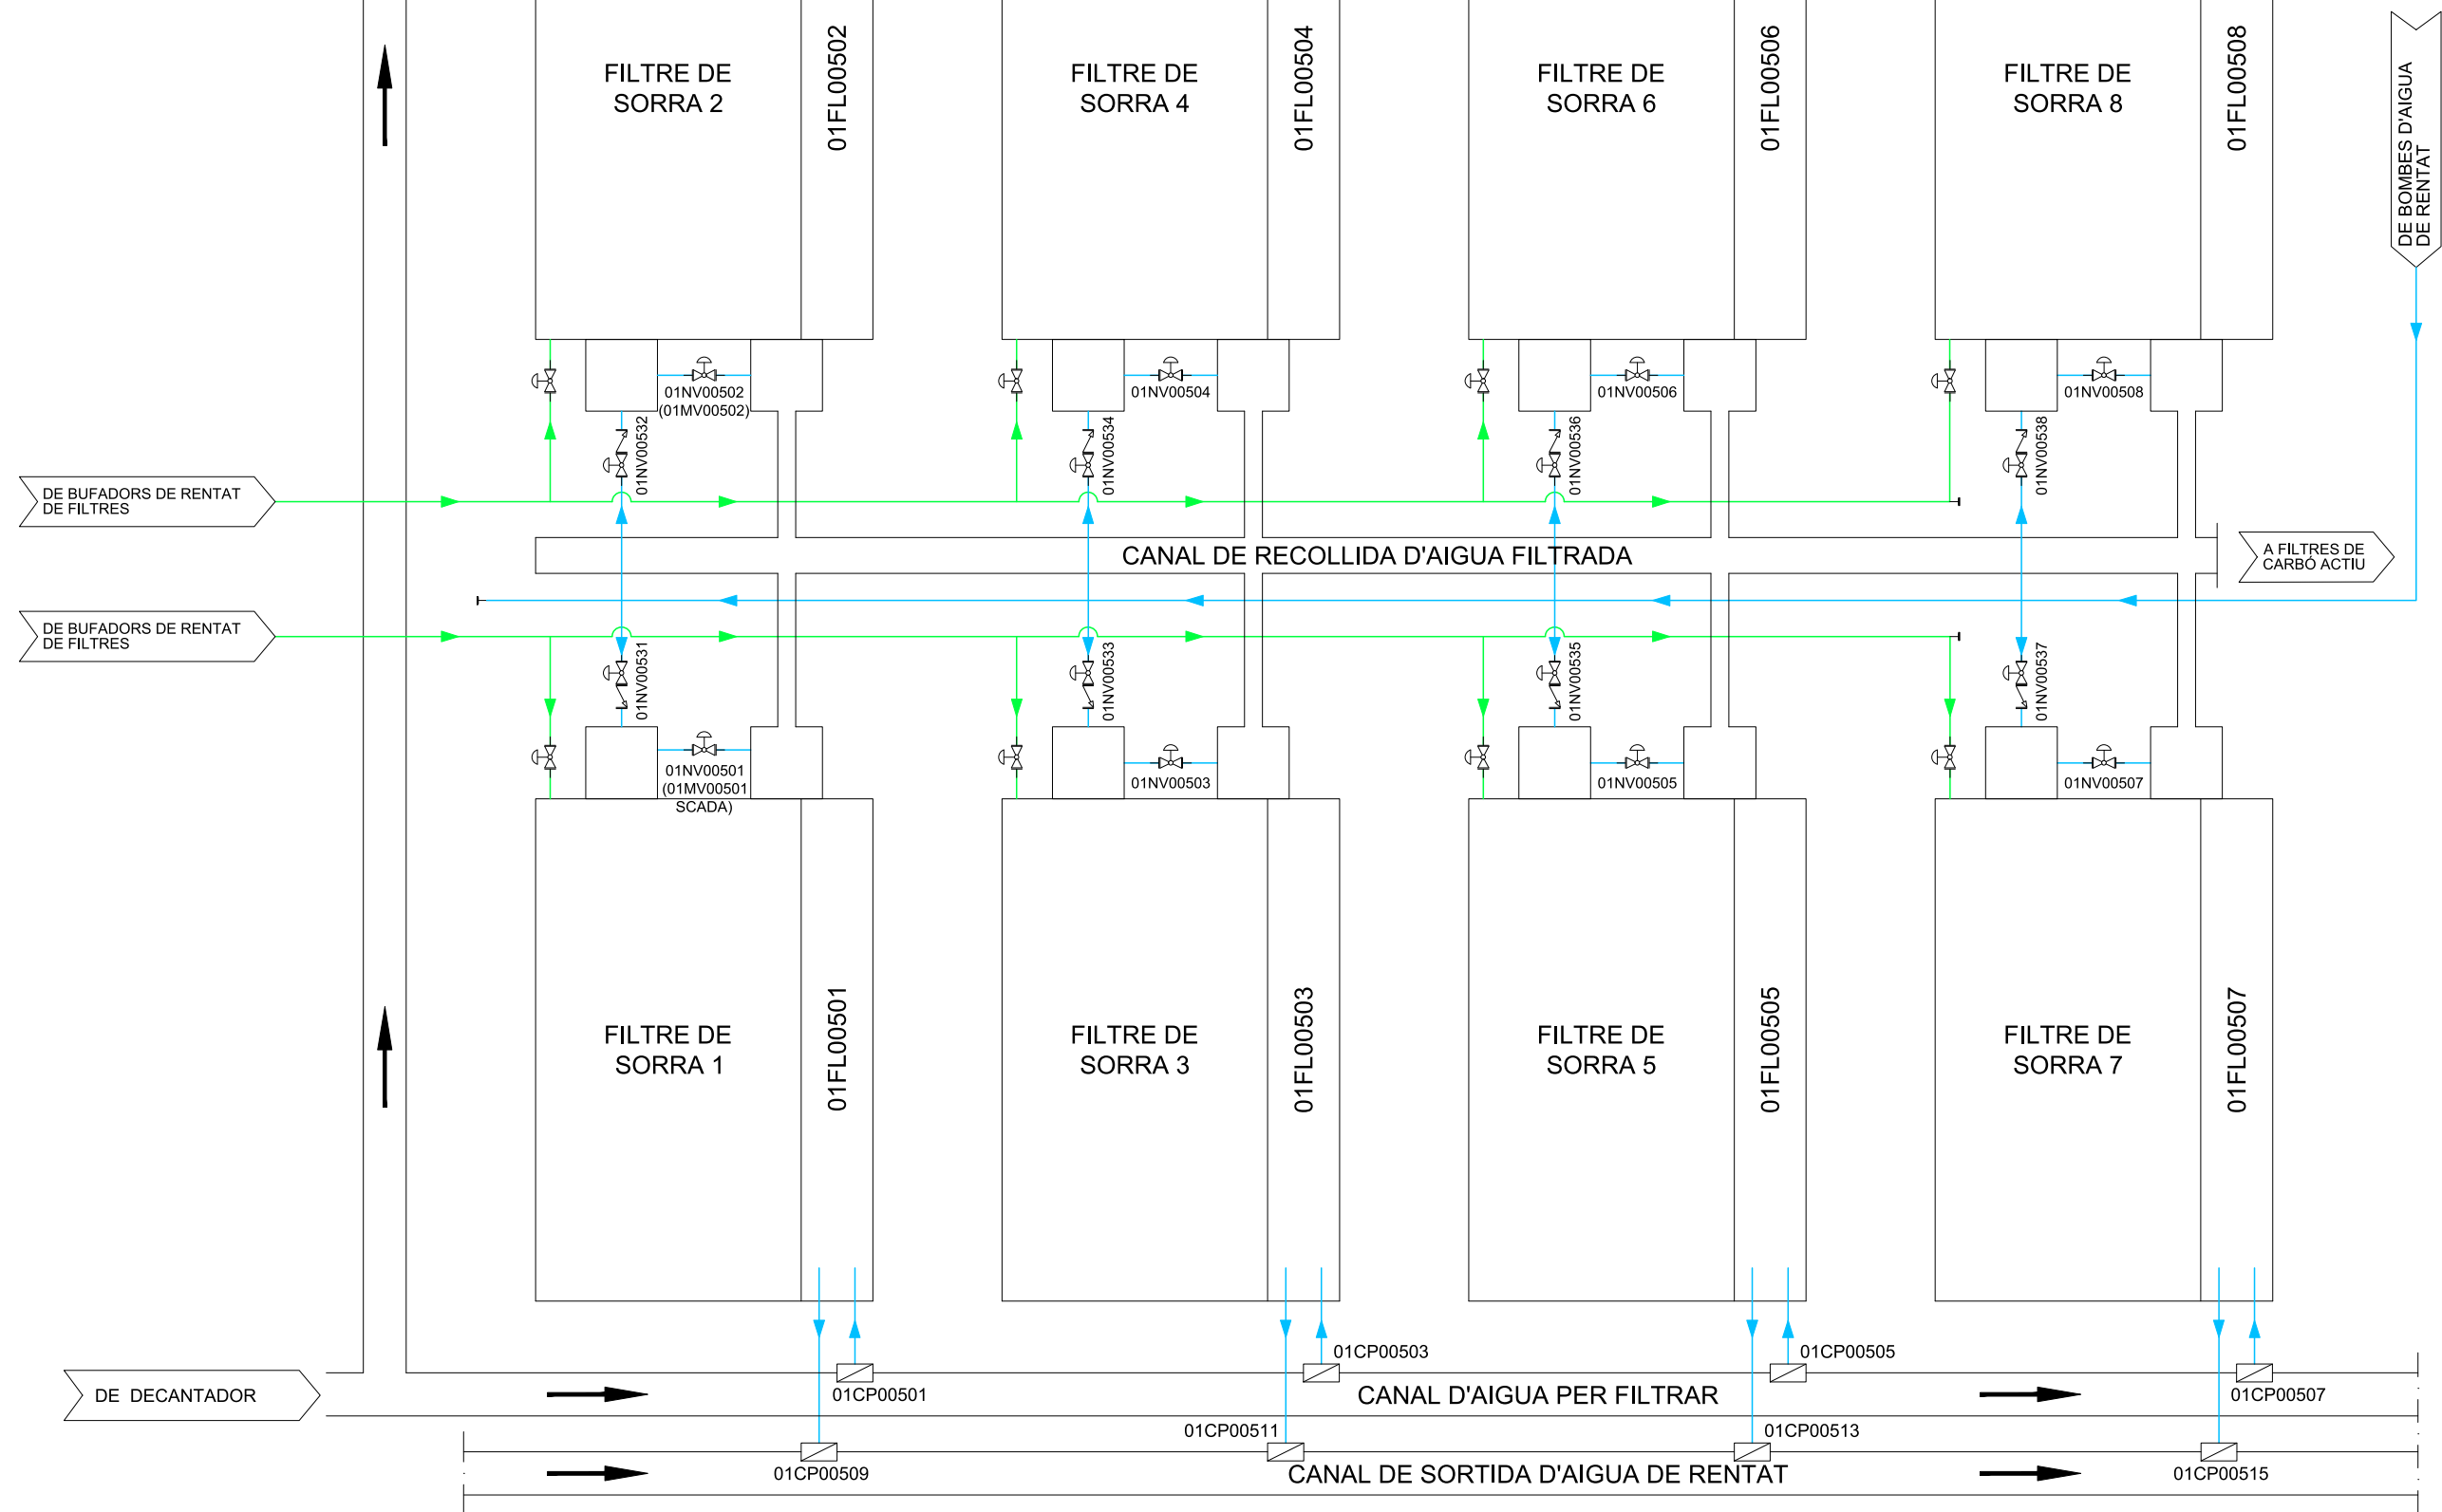 FILTRE DE
SORRA 2
01FL00502
FILTRE DE
SORRA 4
01FL00504
FILTRE DE
SORRA 6
01FL00506
FILTRE DE
SORRA 8
01FL00508
DE BOMBES D'AIGUA
DE RENTAT
01NV00502
(01MV00502)
01NV00504
01NV00506
01NV00508
01NV00532
01NV00534
01NV00536
01NV00538
DE BUFADORS DE RENTAT
DE FILTRES
CANAL DE RECOLLIDA D'AIGUA FILTRADA
A FILTRES DE
CARBÓ ACTIU
DE BUFADORS DE RENTAT
DE FILTRES
01NV00531
01NV00533
01NV00535
01NV00537
01NV00501
(01MV00501
SCADA)
01NV00503
01NV00505
01NV00507
FILTRE DE
SORRA 1
01FL00501
FILTRE DE
SORRA 3
01FL00503
FILTRE DE
SORRA 5
01FL00505
FILTRE DE
SORRA 7
01FL00507
01CP00503
01CP00505
DE DECANTADOR
01CP00501
CANAL D'AIGUA PER FILTRAR
01CP00507
01CP00511
01CP00513
01CP00509
CANAL DE SORTIDA D'AIGUA DE RENTAT
01CP00515